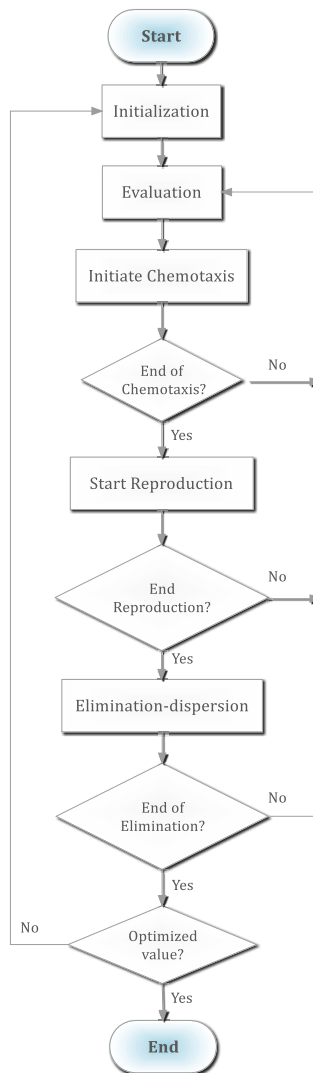 Start
Initialization
Evaluation
Initiate Chemotaxis
End of
Chemotaxis?
No
Yes
Start Reproduction
End
Reproduction?
No
Yes
Elimination-dispersion
End of
Elimination?
No
Yes
Optimized
value?
No
Yes
End